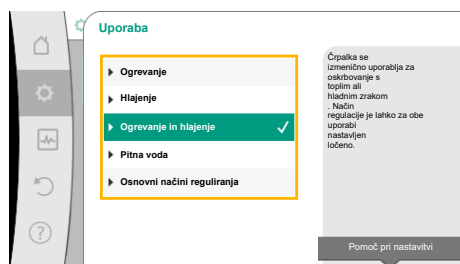 Uporaba
Ogrevanje
Hlajenje
Ogrevanje in hlajenje
Pitna voda
Osnovni načini reguliranja
Črpalka se
izmenično uporablja za
oskrbovanje s
toplim ali
hladnim zrakom
. Način
regulacije je lahko za obe
uporabi
nastavljen
ločeno.
Pomoč pri nastavitvi